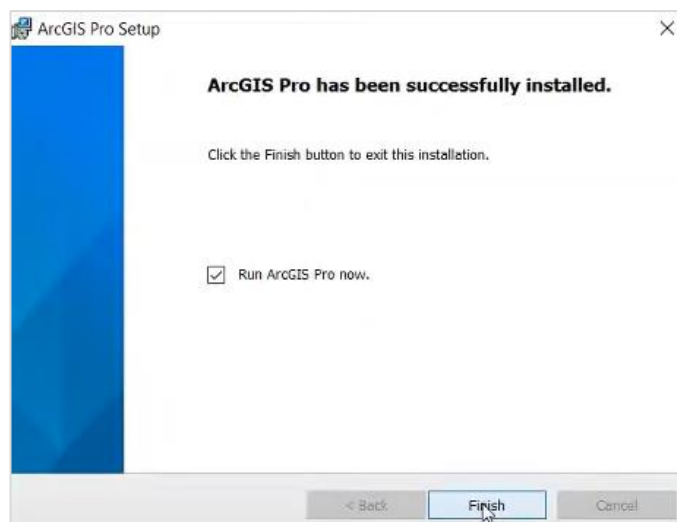 ArcGIS Pro Setup
ArcGIS Pro has been successfully installed.
Click the Finish button to exit this installation.
Run ArcGIS Pro now.
< Back Finish Cancel